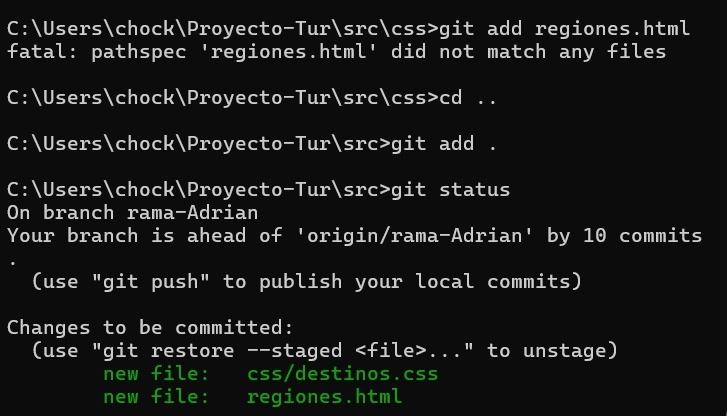 C:\Users\chock\Proyecto-Tur\src\css>git add regiones.html
fatal: pathspec 'regiones.html' did not match any files
C:\Users\chock\Proyecto-Tur\src\css>cd ..
C:\Users\chock\Proyecto-Tur\src>git add .
C:\Users\chock\Proyecto-Tur\src>git status
On branch rama-Adrian
Your branch is ahead of 'origin/rama-Adrian' by 10 commits
.
  (use "git push" to publish your local commits)
Changes to be committed:
  (use "git restore --staged <file>..." to unstage)
        new file:   css/destinos.css
        new file:   regiones.html